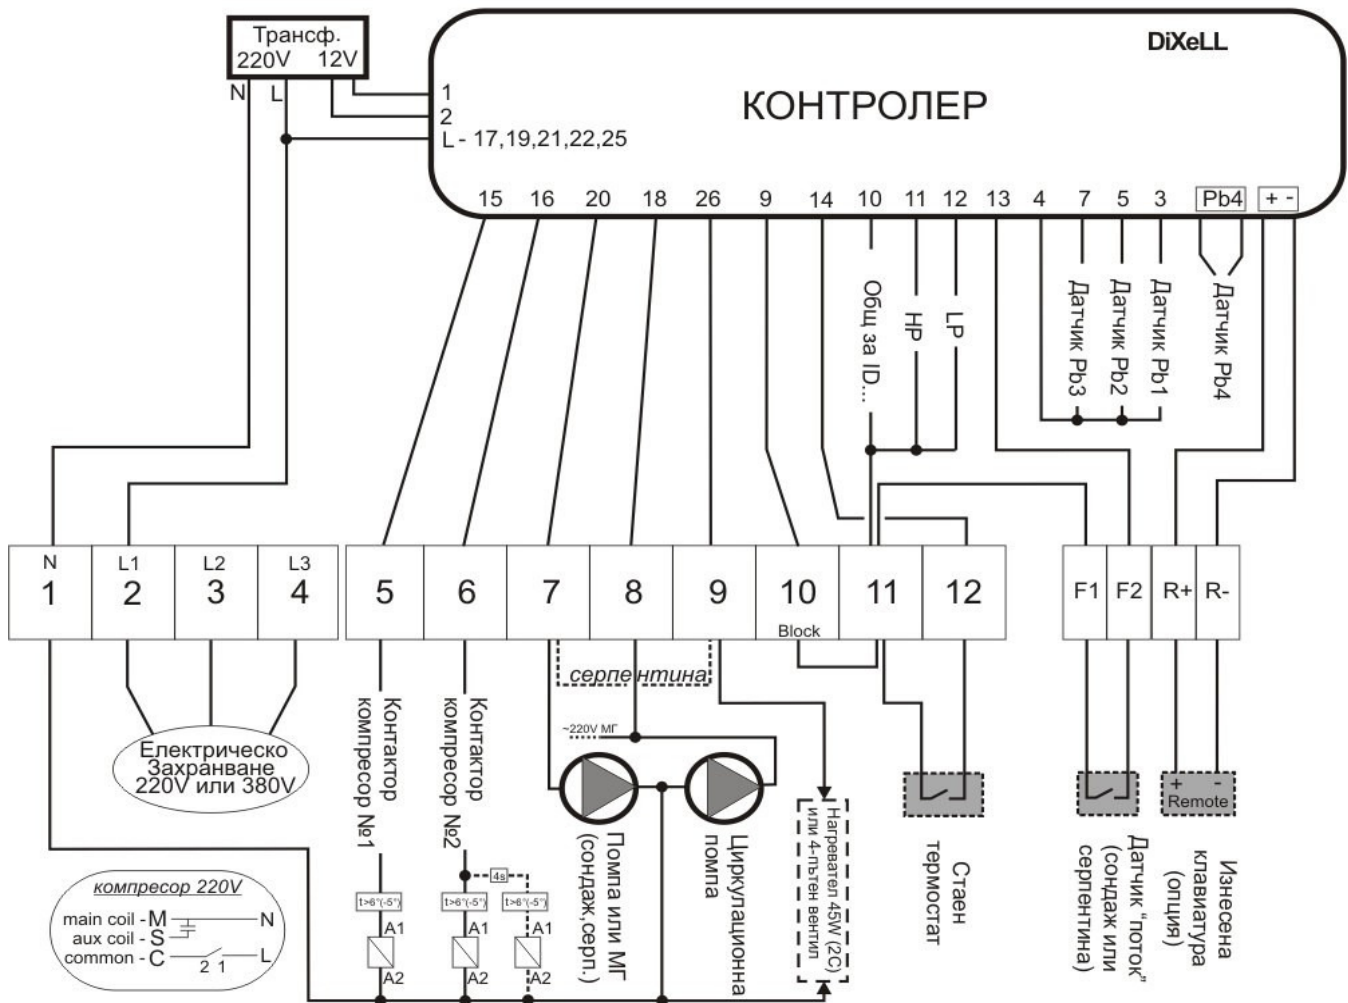 Трансф.
220V 12V
N L
DiXeLL
КОНТРОЛЕР
1
2
L - 17,19,21,22,25
15 16 20 18 26 9 14 10 11 12 13 4 7 5 3 Pb4 + -
Общ за ID...
HP
LP
Датчик Pb3
Датчик Pb2
Датчик Pb1
Датчик Pb4
N L1 L2 L3
1 2 3 4 5 6 7 8 9 10 11 12 F1 F2 R+ R-
Block
серпентина
~220V МГ
Електрическо
Захранване
220V или 380V
Контактор
компресор №1
Контактор
компресор №2
Помпа или МГ
(сондаж,серп.)
Циркулационна
помпа
Нагревател 45W (2C)
или 4-пътен вентил
Стаен
термостат
Датчик "поток"
(сондаж или
серпентина)
+ -
Remote
Изнесена
клавиатура
(опция)
4s
t>6°(-5°) t>6°(-5°) t>6°(-5°)
A1 A1 A1
A2 A2 A2
компресор 220V
main coil - M N
aux coil - S
common - C 2 1 L